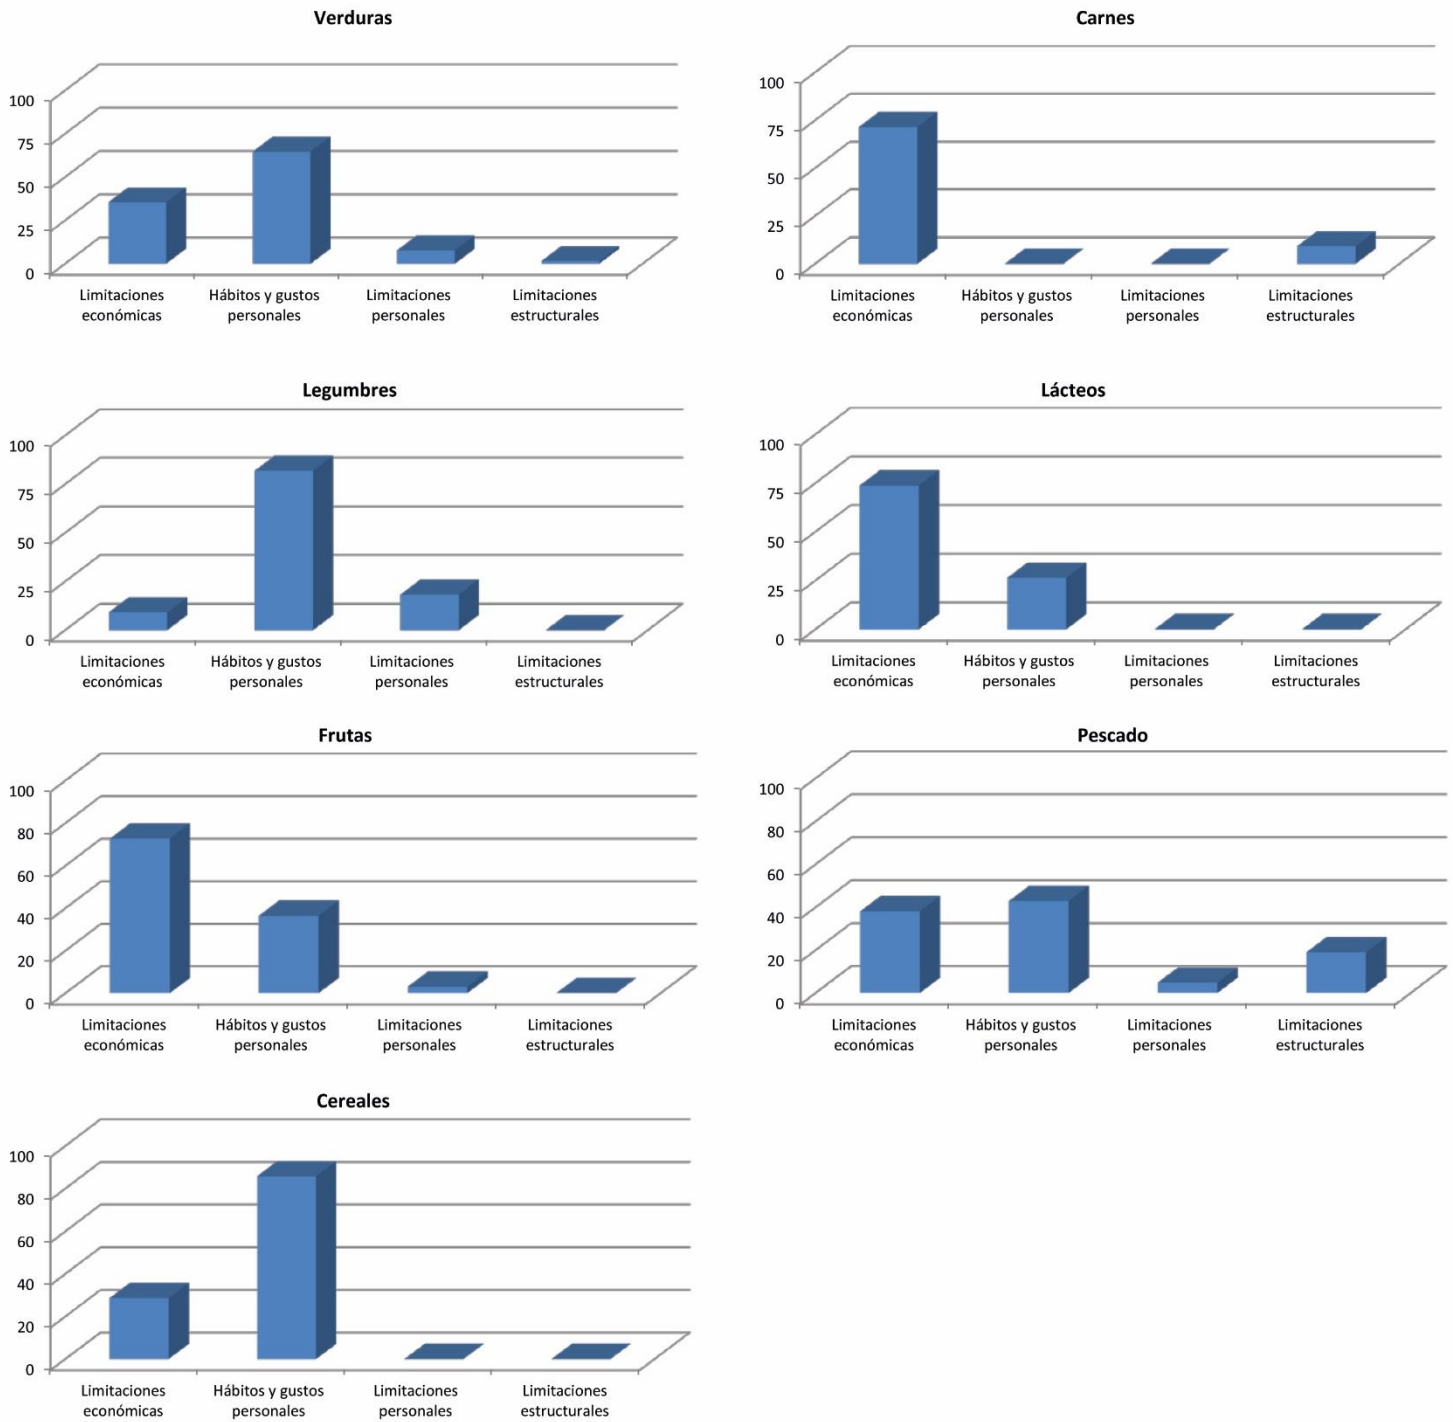 Verduras
100
75
50
25
0
Limitaciones
económicas
Hábitos y gustos
personales
Limitaciones
personales
Limitaciones
estructurales
Carnes
100
75
50
25
0
Limitaciones
económicas
Hábitos y gustos
personales
Limitaciones
personales
Limitaciones
estructurales
Legumbres
100
75
50
25
0
Limitaciones
económicas
Hábitos y gustos
personales
Limitaciones
personales
Limitaciones
estructurales
Lácteos
100
75
50
25
0
Limitaciones
económicas
Hábitos y gustos
personales
Limitaciones
personales
Limitaciones
estructurales
Frutas
100
80
60
40
20
0
Limitaciones
económicas
Hábitos y gustos
personales
Limitaciones
personales
Limitaciones
estructurales
Pescado
100
80
60
40
20
0
Limitaciones
económicas
Hábitos y gustos
personales
Limitaciones
personales
Limitaciones
estructurales
Cereales
100
80
60
40
20
0
Limitaciones
económicas
Hábitos y gustos
personales
Limitaciones
personales
Limitaciones
estructurales